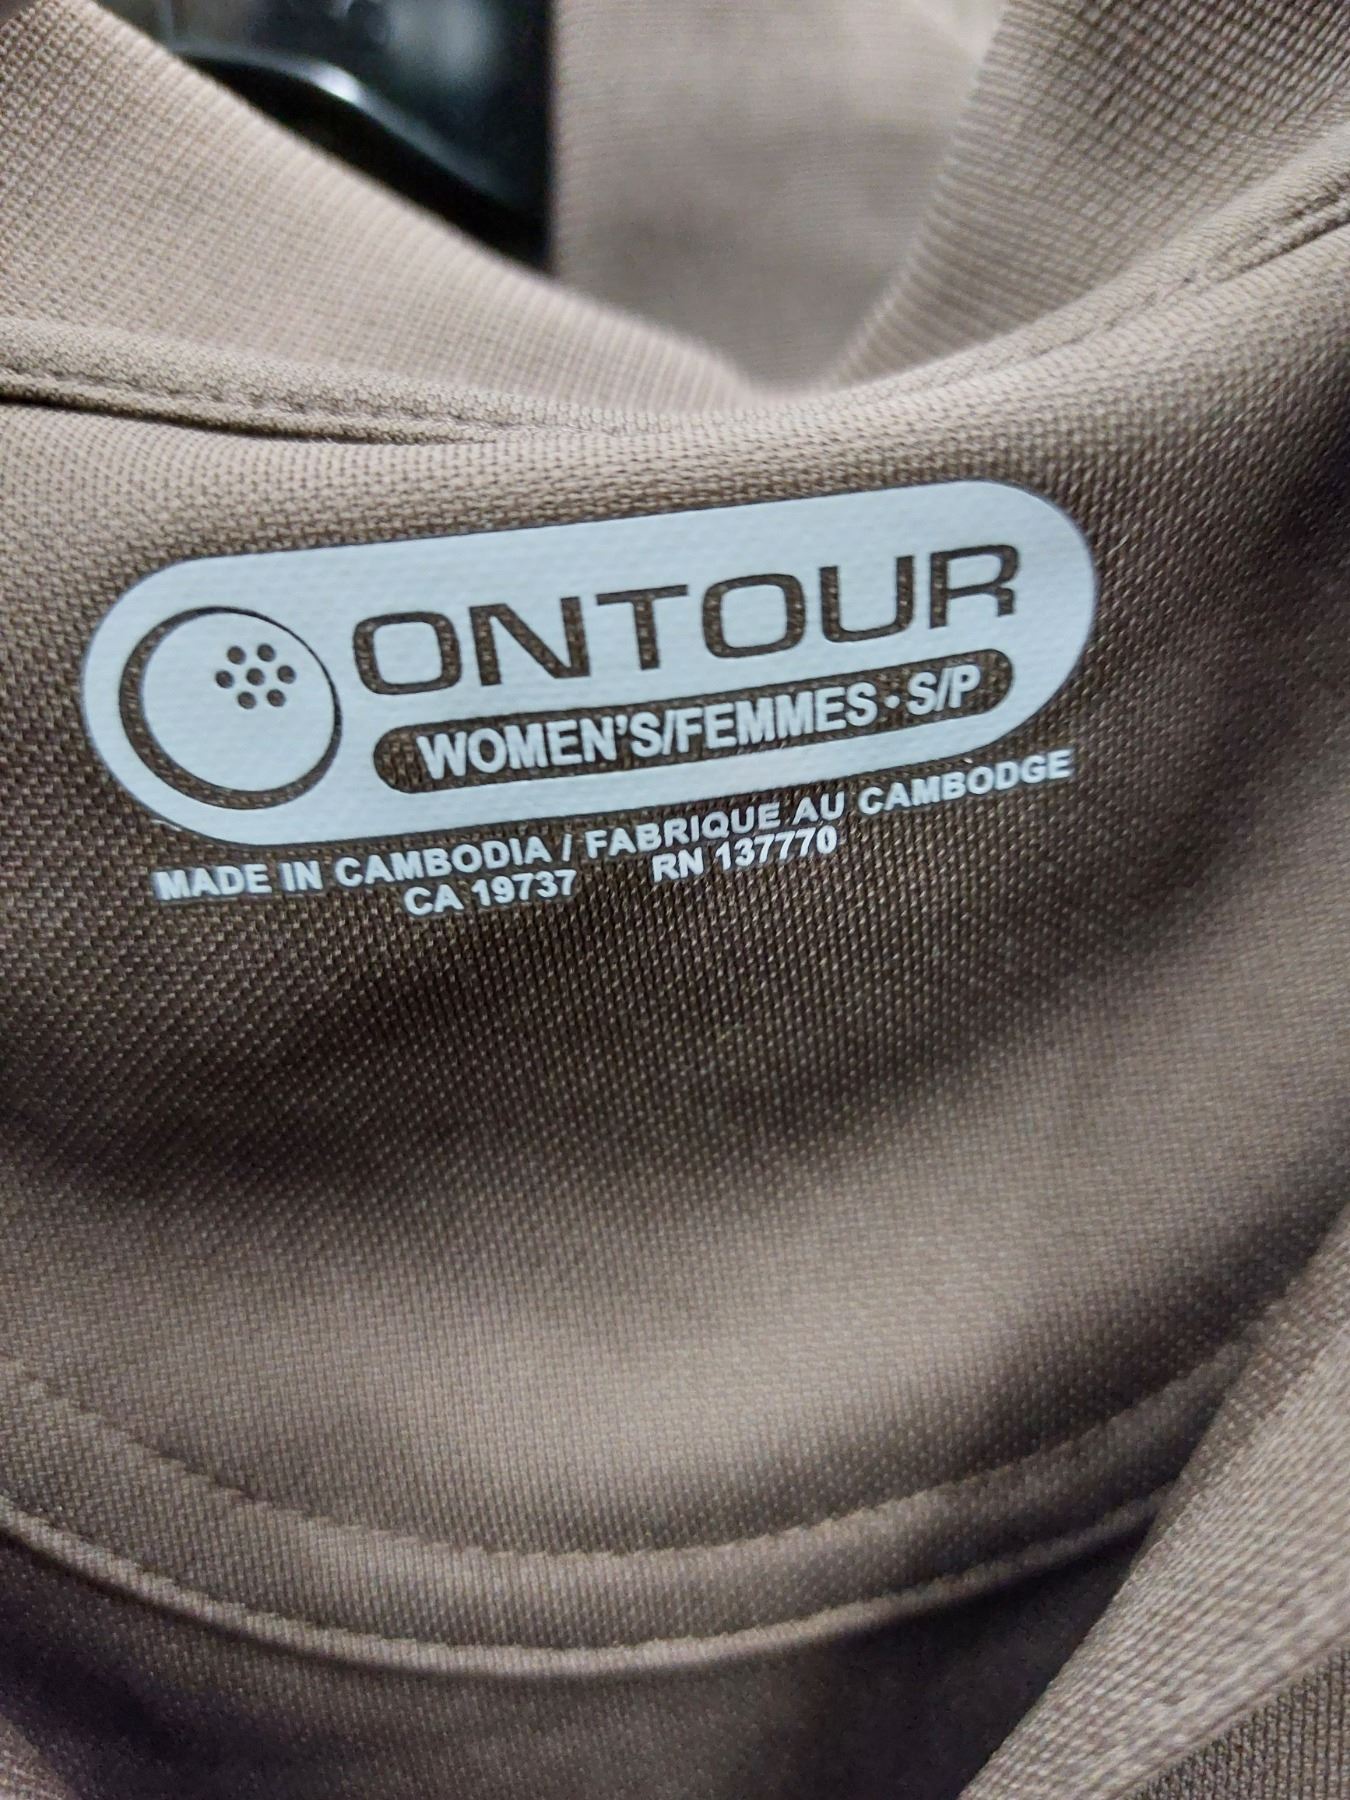 ONTOUR
WOMEN'S/FEMMES • S/P
MADE IN CAMBODIA / FABRIQUE AU CAMBODGE
CA 19737 RN 137770